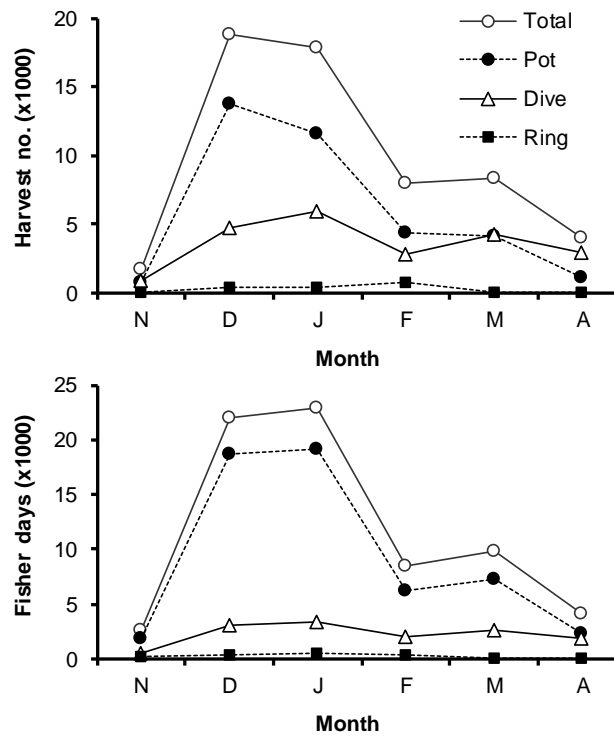 Total
Pot
Dive
Ring
Harvest no. (x1000)
20
15
10
5
0
N D J F M A
Month
Fisher days (x1000)
25
20
15
10
5
0
N D J F M A
Month